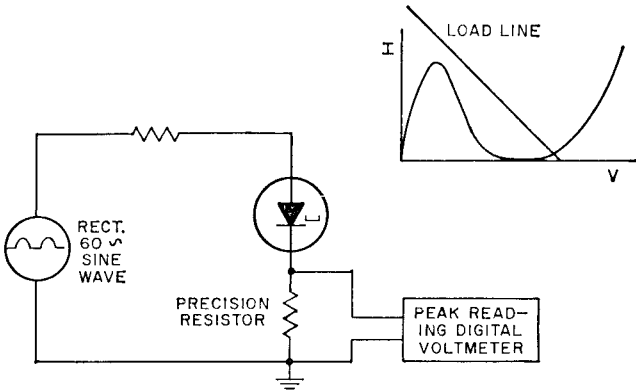 I
LOAD LINE
V
RECT.
60 ∿
SINE
WAVE
PRECISION
RESISTOR
PEAK READ-
ING DIGITAL
VOLTMETER